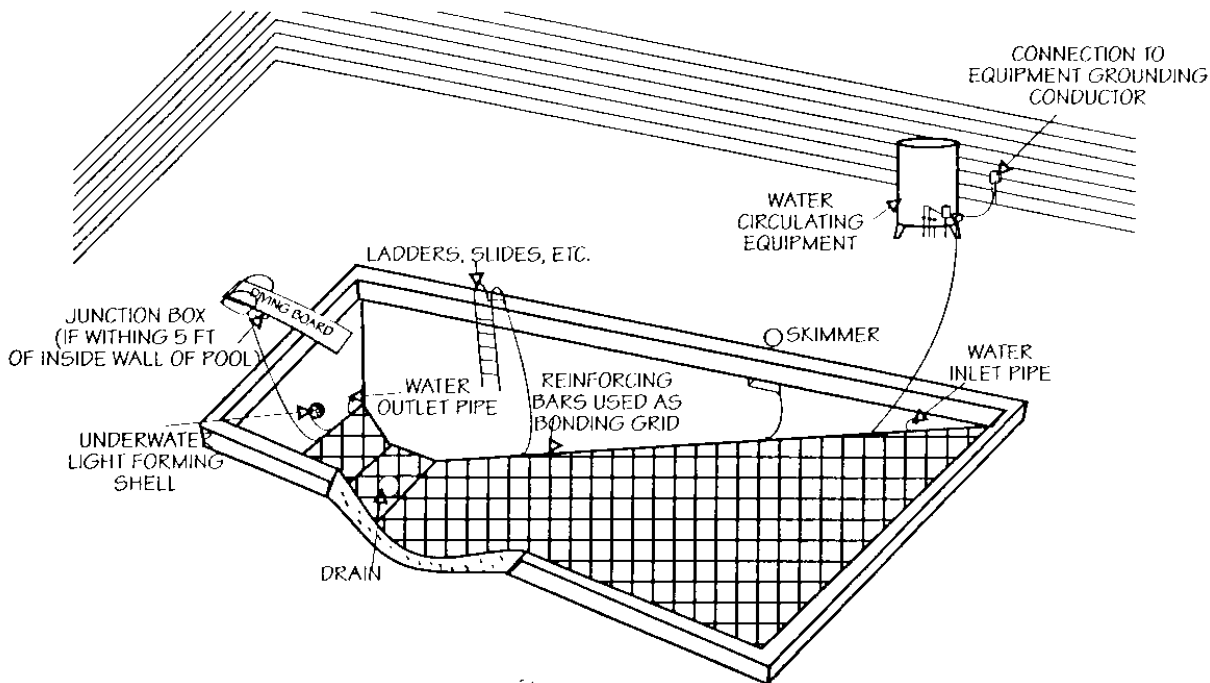 CONNECTION TO
EQUIPMENT GROUNDING
CONDUCTOR
WATER
CIRCULATING
EQUIPMENT
LADDERS, SLIDES, ETC.
DIVING BOARD
JUNCTION BOX
(IF WITHING 5 FT
OF INSIDE WALL OF POOL)
SKIMMER
WATER
INLET PIPE
WATER
OUTLET PIPE
REINFORCING
BARS USED AS
BONDING GRID
UNDERWATER
LIGHT FORMING
SHELL
DRAIN